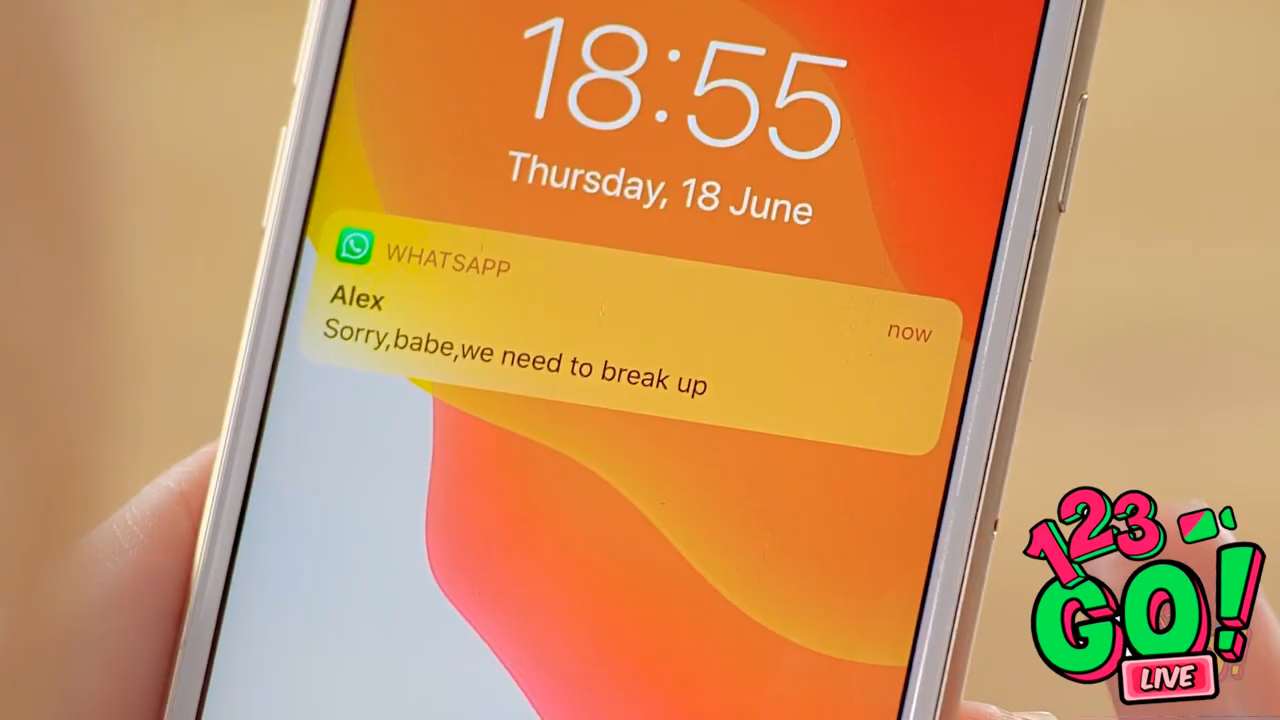 18:55
Thursday, 18 June
WHATSAPP
now
Alex
Sorry,babe,we need to break up
123
GO!
LIVE